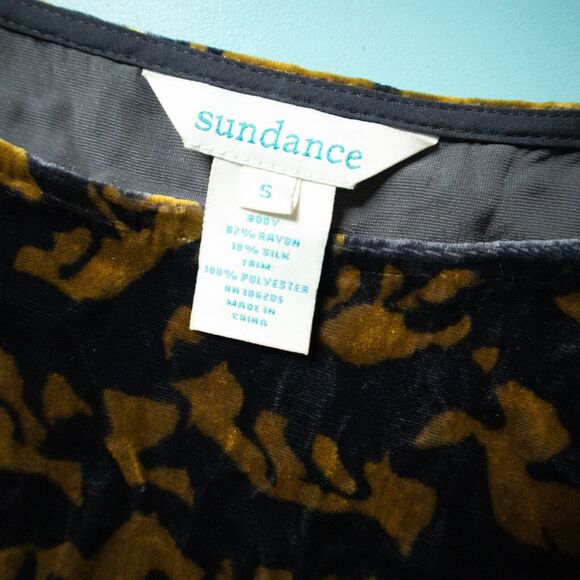 sundance
S
BODY:
82% RAYON
18% SILK
TRIM:
100% POLYESTER
RN 106205
MADE IN
CHINA